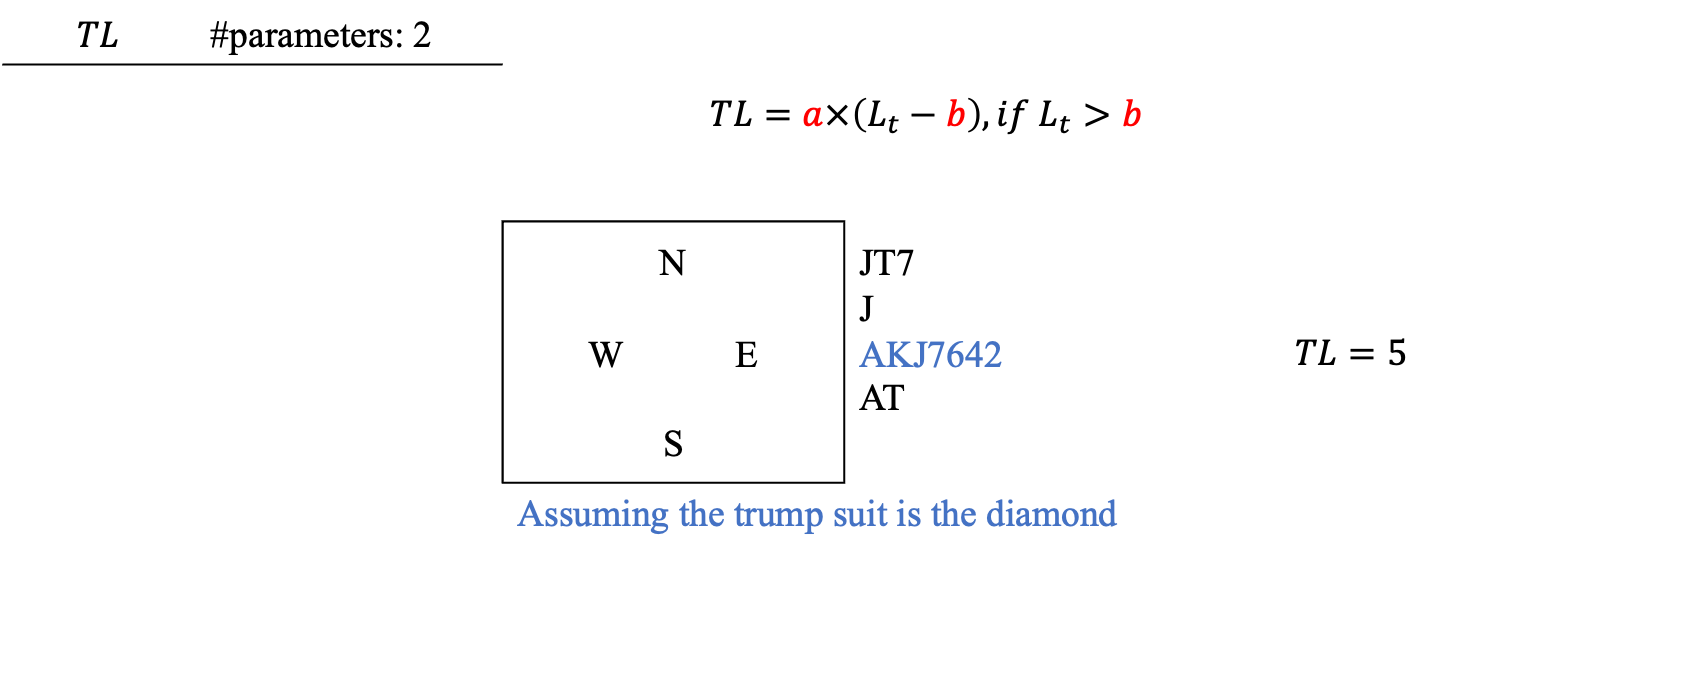 TL #parameters: 2
TL = a×(Lₜ − b), if Lₜ > b
N
JT7
J
W E
AKJ7642
TL = 5
AT
S
Assuming the trump suit is the diamond